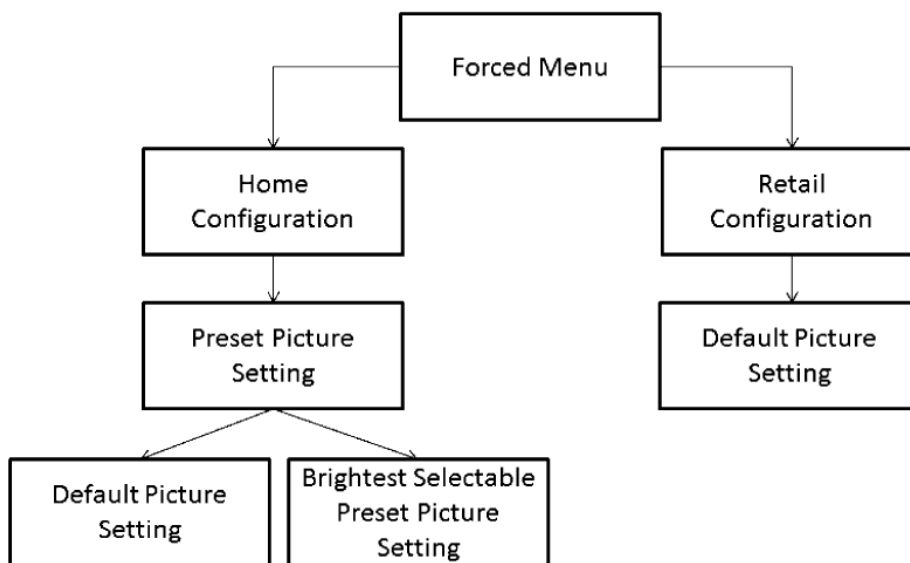 Forced Menu
Home
Configuration
Retail
Configuration
Preset Picture
Setting
Default Picture
Setting
Default Picture
Setting
Brightest Selectable
Preset Picture
Setting